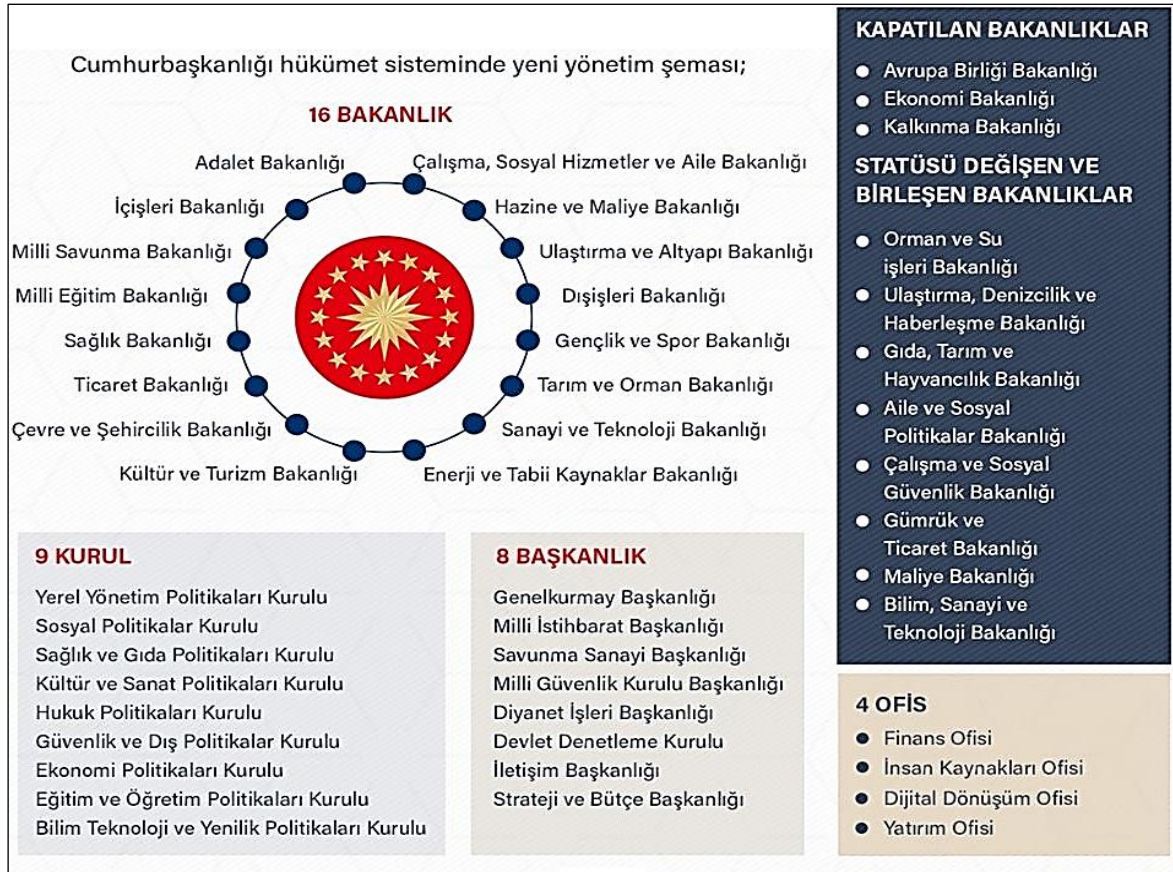 Cumhurbaşkanlığı hükümet sisteminde yeni yönetim şeması;
16 BAKANLIK
Adalet Bakanlığı
İçişleri Bakanlığı
Milli Savunma Bakanlığı
Milli Eğitim Bakanlığı
Sağlık Bakanlığı
Ticaret Bakanlığı
Çevre ve Şehircilik Bakanlığı
Kültür ve Turizm Bakanlığı
Çalışma, Sosyal Hizmetler ve Aile Bakanlığı
Hazine ve Maliye Bakanlığı
Ulaştırma ve Altyapı Bakanlığı
Dışişleri Bakanlığı
Gençlik ve Spor Bakanlığı
Tarım ve Orman Bakanlığı
Sanayi ve Teknoloji Bakanlığı
Enerji ve Tabii Kaynaklar Bakanlığı
9 KURUL
Yerel Yönetim Politikaları Kurulu
Sosyal Politikalar Kurulu
Sağlık ve Gıda Politikaları Kurulu
Kültür ve Sanat Politikaları Kurulu
Hukuk Politikaları Kurulu
Güvenlik ve Dış Politikalar Kurulu
Ekonomi Politikaları Kurulu
Eğitim ve Öğretim Politikaları Kurulu
Bilim Teknoloji ve Yenilik Politikaları Kurulu
8 BAŞKANLIK
Genelkurmay Başkanlığı
Milli İstihbarat Başkanlığı
Savunma Sanayi Başkanlığı
Milli Güvenlik Kurulu Başkanlığı
Diyanet İşleri Başkanlığı
Devlet Denetleme Kurulu
İletişim Başkanlığı
Strateji ve Bütçe Başkanlığı
KAPATILAN BAKANLIKLAR
Avrupa Birliği Bakanlığı
Ekonomi Bakanlığı
Kalkınma Bakanlığı
STATÜSÜ DEĞİŞEN VE
BİRLEŞEN BAKANLIKLAR
Orman ve Su
işleri Bakanlığı
Ulaştırma, Denizcilik ve
Haberleşme Bakanlığı
Gıda, Tarım ve
Hayvancılık Bakanlığı
Aile ve Sosyal
Politikalar Bakanlığı
Çalışma ve Sosyal
Güvenlik Bakanlığı
Gümrük ve
Ticaret Bakanlığı
Maliye Bakanlığı
Bilim, Sanayi ve
Teknoloji Bakanlığı
4 OFİS
Finans Ofisi
İnsan Kaynakları Ofisi
Dijital Dönüşüm Ofisi
Yatırım Ofisi